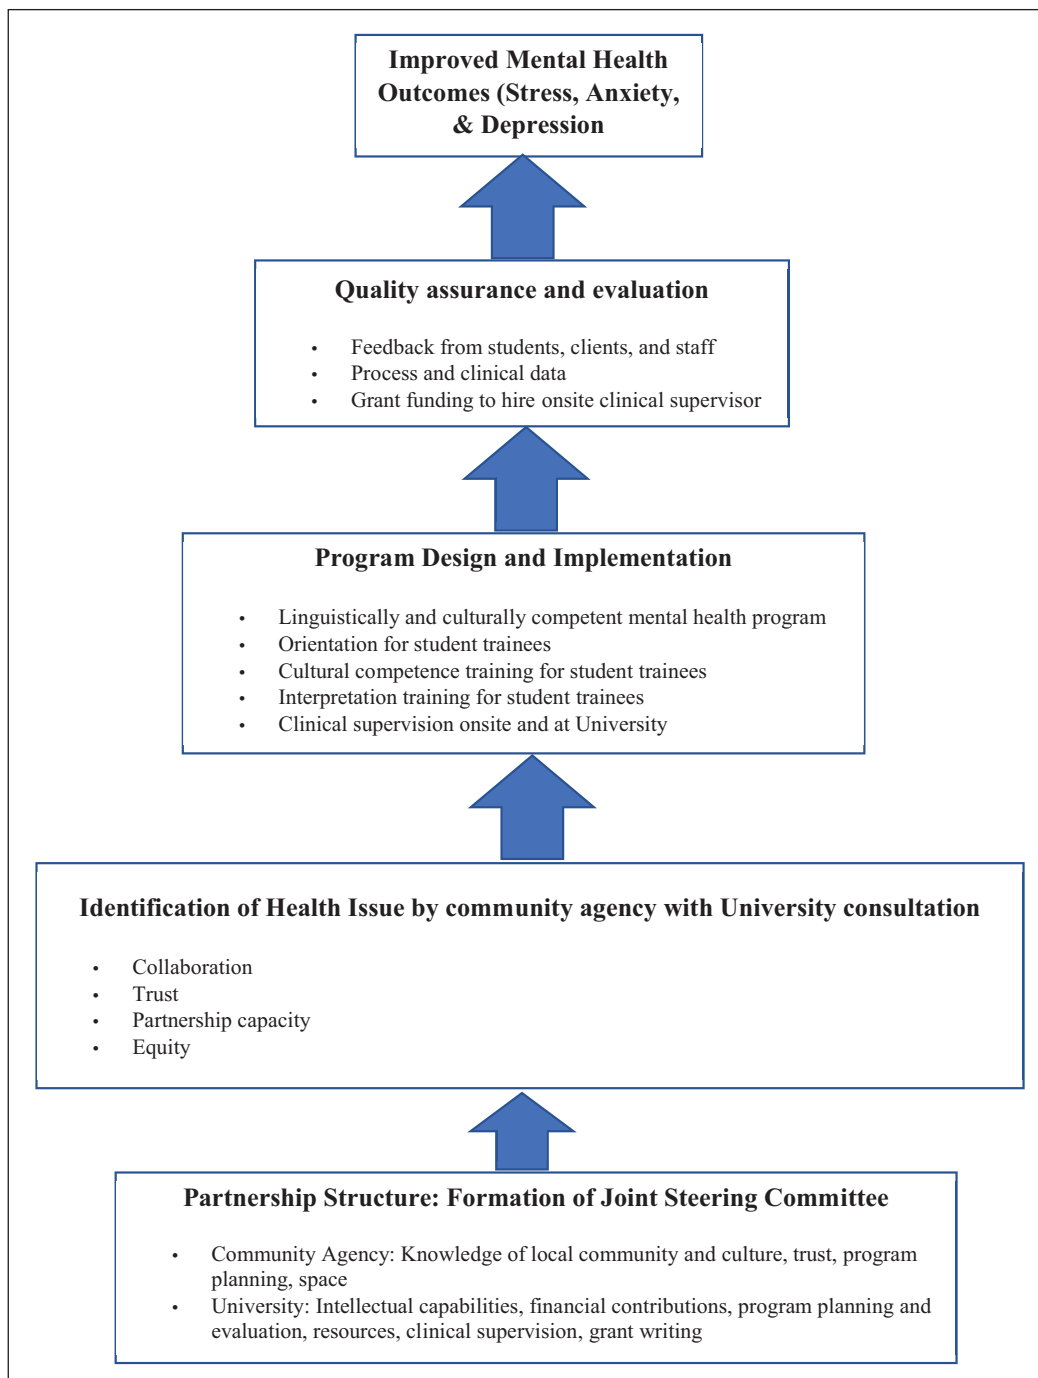 Improved Mental Health
Outcomes (Stress, Anxiety,
& Depression
Quality assurance and evaluation
• Feedback from students, clients, and staff
• Process and clinical data
• Grant funding to hire onsite clinical supervisor
Program Design and Implementation
• Linguistically and culturally competent mental health program
• Orientation for student trainees
• Cultural competence training for student trainees
• Interpretation training for student trainees
• Clinical supervision onsite and at University
Identification of Health Issue by community agency with University consultation
• Collaboration
• Trust
• Partnership capacity
• Equity
Partnership Structure: Formation of Joint Steering Committee
• Community Agency: Knowledge of local community and culture, trust, program
planning, space
• University: Intellectual capabilities, financial contributions, program planning and
evaluation, resources, clinical supervision, grant writing